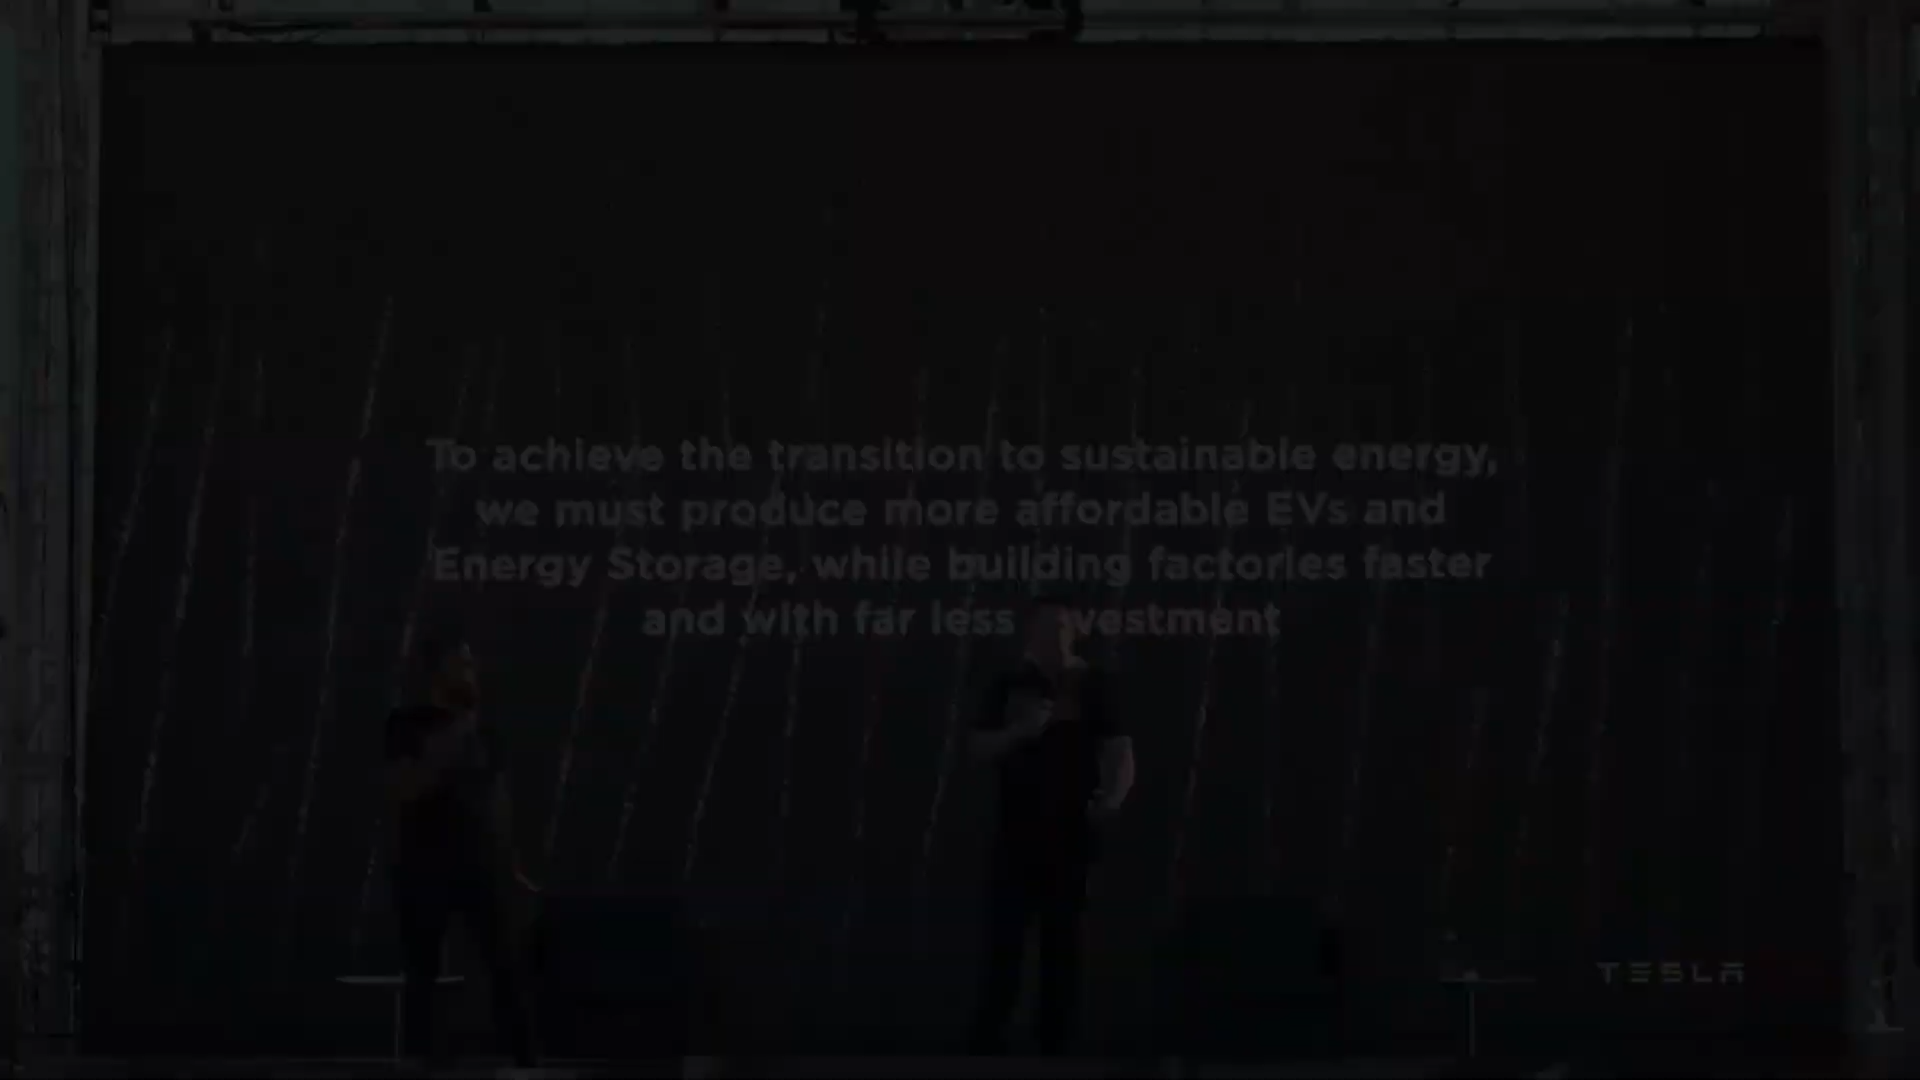 To achieve the transition to sustainable energy,
we must produce more affordable EVs and
Energy Storage, while building factories faster
and with far less vestment
TESLA